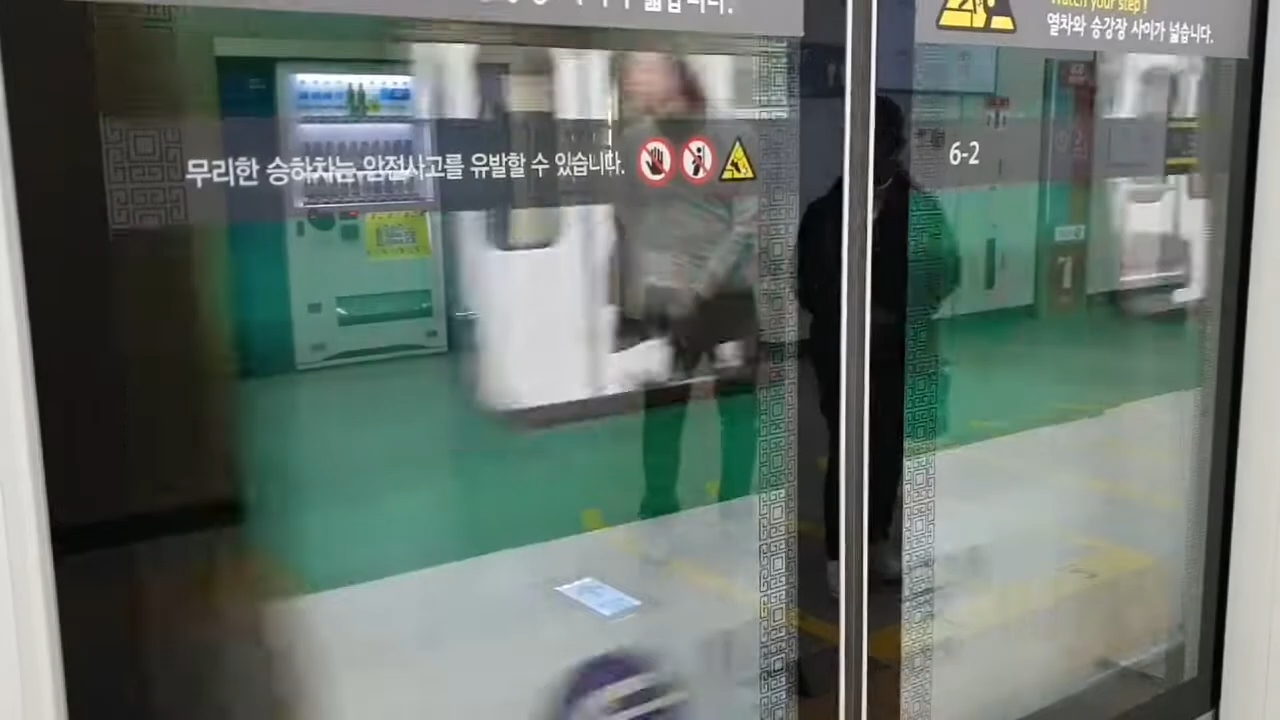 Watch your step !
열차와 승강장 사이가 넓습니다.
무리한 승하차는 안전사고를 유발할 수 있습니다.
6-2
1